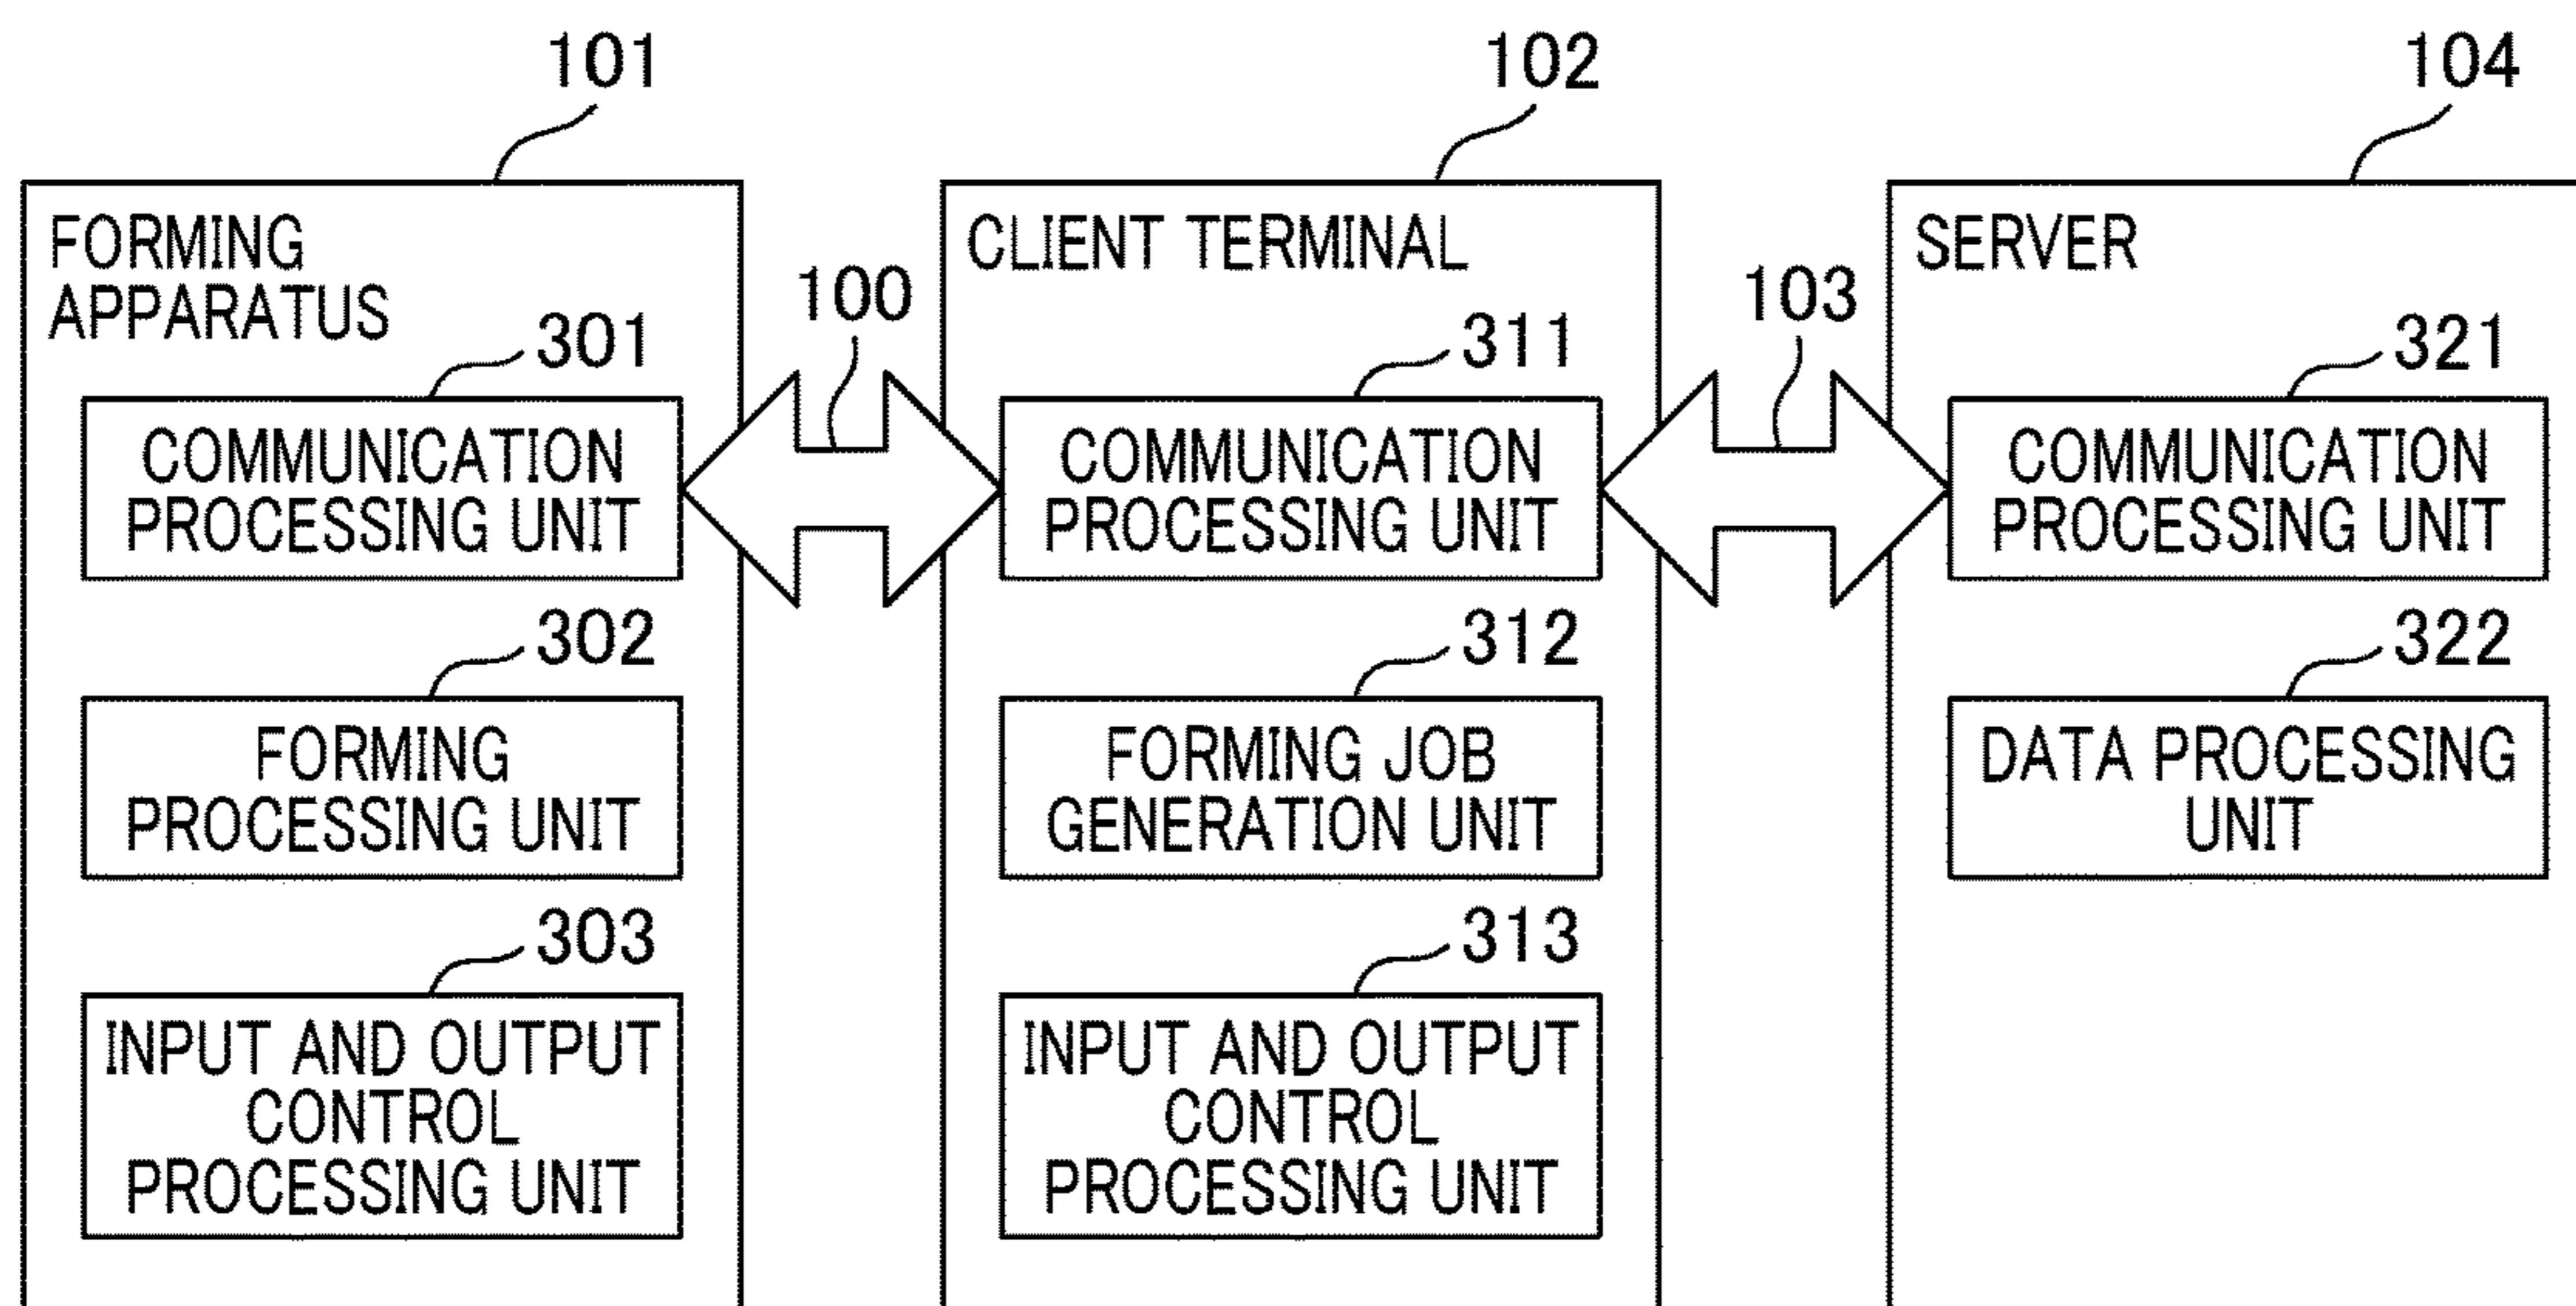 101
102
104
FORMING
APPARATUS
CLIENT TERMINAL
SERVER
100
103
301
311
321
COMMUNICATION
PROCESSING UNIT
COMMUNICATION
PROCESSING UNIT
COMMUNICATION
PROCESSING UNIT
302
312
322
FORMING
PROCESSING UNIT
FORMING JOB
GENERATION UNIT
DATA PROCESSING
UNIT
303
313
INPUT AND OUTPUT
CONTROL
PROCESSING UNIT
INPUT AND OUTPUT
CONTROL
PROCESSING UNIT